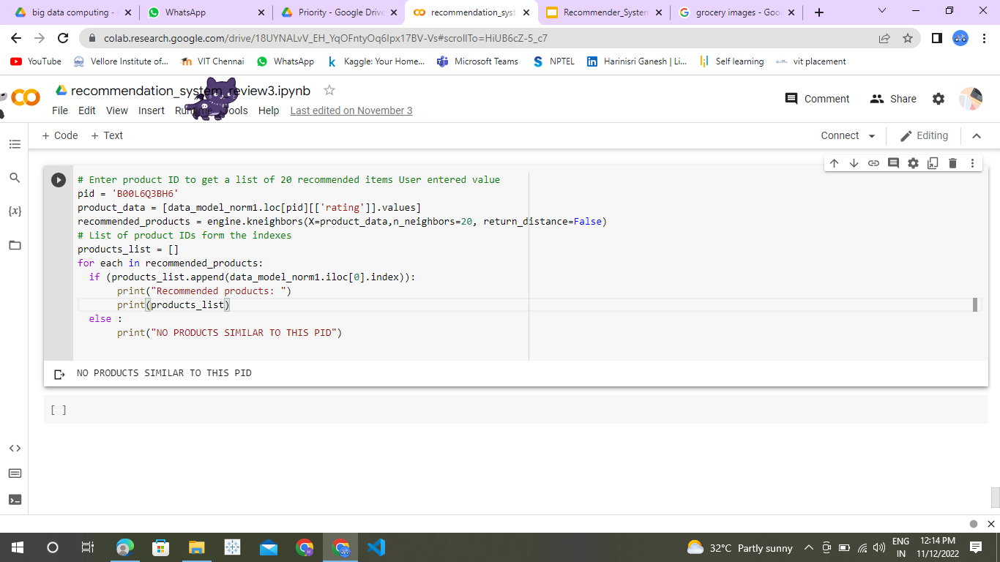 big data computing -
WhatsApp
Priority - Google Drive
recommendation_syst
Recommender_System
grocery images - Goo
colab.research.google.com/drive/18UYNALvV_EH_YqOFntyOq6Ipx17BV-Vs#scrollTo=HiUB6cZ-5_c7
YouTube
Vellore Institute of...
VIT Chennai
WhatsApp
Kaggle: Your Home...
Microsoft Teams
NPTEL
Harinisri Ganesh | Li...
Self learning
vit placement
recommendation_system_review3.ipynb
Comment
Share
File Edit View Insert Runtime Tools Help Last edited on November 3
+ Code + Text
Connect
Editing
# Enter product ID to get a list of 20 recommended items User entered value
pid = 'B00L6Q3BH6'
product_data = [data_model_norm1.loc[pid][['rating']].values]
recommended_products = engine.kneighbors(X=product_data,n_neighbors=20, return_distance=False)
# List of product IDs form the indexes
products_list = []
for each in recommended_products:
  if (products_list.append(data_model_norm1.iloc[0].index)):
       print("Recommended products: ")
       print(products_list)
  else :
       print("NO PRODUCTS SIMILAR TO THIS PID")
NO PRODUCTS SIMILAR TO THIS PID
[ ]
32°C Partly sunny
ENG
IN
12:14 PM
11/12/2022